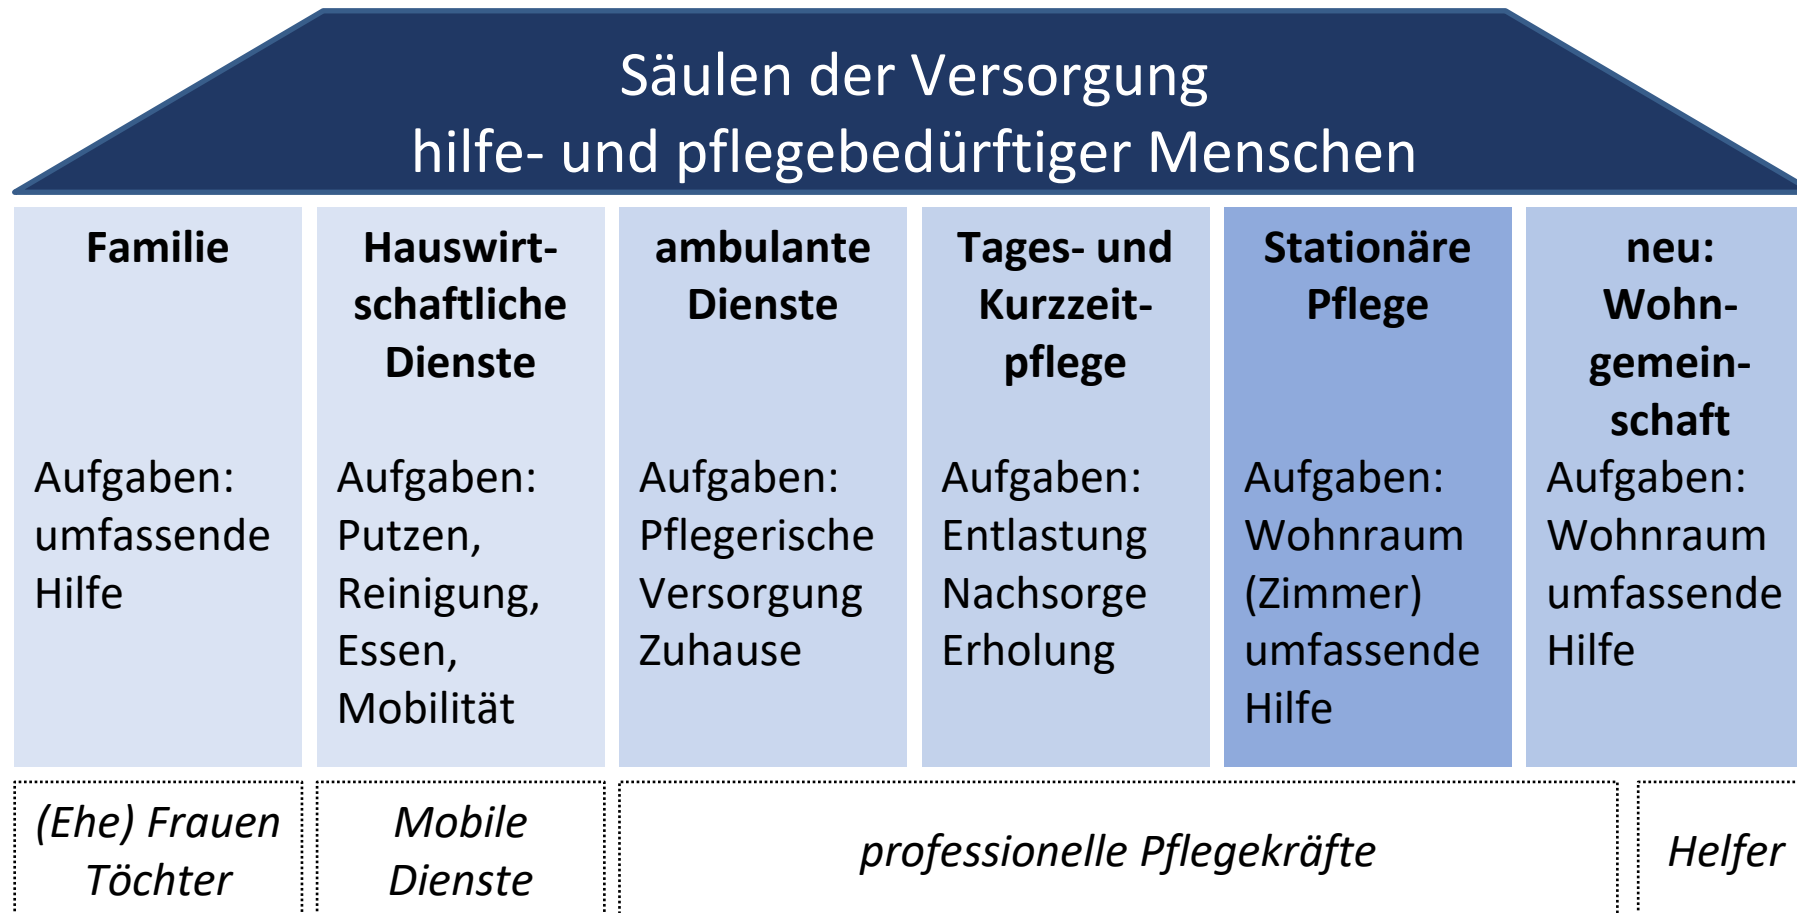 Säulen der Versorgung
hilfe- und pflegebedürftiger Menschen
Familie
Aufgaben:
umfassende
Hilfe
Hauswirt-
schaftliche
Dienste
Aufgaben:
Putzen,
Reinigung,
Essen,
Mobilität
ambulante
Dienste
Aufgaben:
Pflegerische
Versorgung
Zuhause
Tages- und
Kurzzeit-
pflege
Aufgaben:
Entlastung
Nachsorge
Erholung
Stationäre
Pflege
Aufgaben:
Wohnraum
(Zimmer)
umfassende
Hilfe
neu:
Wohn-
gemein-
schaft
Aufgaben:
Wohnraum
umfassende
Hilfe
(Ehe) Frauen
Töchter
Mobile
Dienste
professionelle Pflegekräfte
Helfer